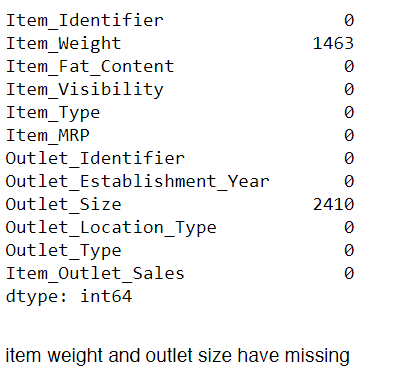 Item_Identifier 0
Item_Weight 1463
Item_Fat_Content 0
Item_Visibility 0
Item_Type 0
Item_MRP 0
Outlet_Identifier 0
Outlet_Establishment_Year 0
Outlet_Size 2410
Outlet_Location_Type 0
Outlet_Type 0
Item_Outlet_Sales 0
dtype: int64
item weight and outlet size have missing